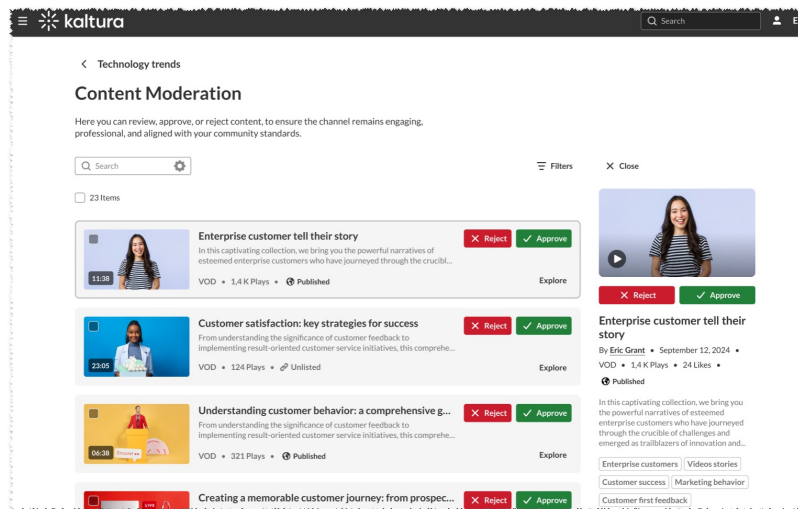 kaltura
Search
E
Technology trends
Content Moderation
Here you can review, approve, or reject content, to ensure the channel remains engaging,
professional, and aligned with your community standards.
Search
Filters
Close
23 Items
11:38
Enterprise customer tell their story
In this captivating collection, we bring you the powerful narratives of
esteemed enterprise customers who have journeyed through the crucibl...
VOD • 1,4 K Plays • Published
Reject
Approve
Explore
23:05
Customer satisfaction: key strategies for success
From understanding the significance of customer feedback to
implementing result-oriented customer service initiatives, this comprehe...
VOD • 124 Plays • Unlisted
Reject
Approve
Explore
06:38
Understanding customer behavior: a comprehensive g...
From understanding the significance of customer feedback to
implementing result-oriented customer service initiatives, this comprehe...
VOD • 321 Plays • Published
Reject
Approve
Explore
LIVE
Creating a memorable customer journey: from prospec...
Reject
Approve
Reject
Approve
Enterprise customer tell their
story
By Eric Grant • September 12, 2024 •
VOD • 1,4 K Plays • 24 Likes •
Published
In this captivating collection, we bring you
the powerful narratives of esteemed
enterprise customers who have journeyed
through the crucible of challenges and
emerged as trailblazers of innovation and...
Enterprise customers
Videos stories
Customer success
Marketing behavior
Customer first feedback